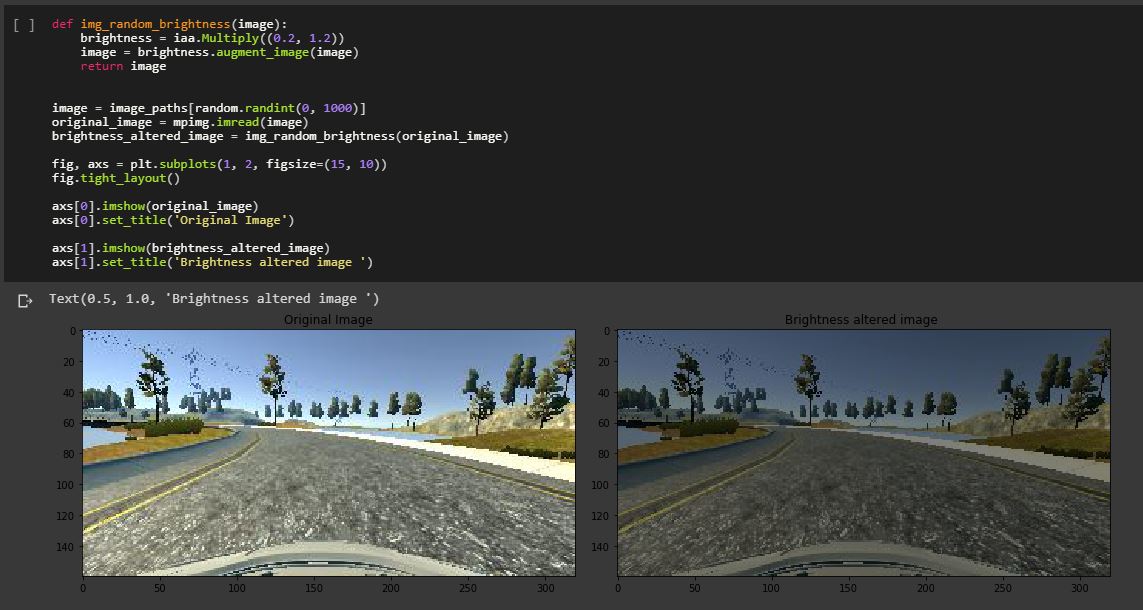 [ ] def img_random_brightness(image):
brightness = iaa.Multiply((0.2, 1.2))
image = brightness.augment_image(image)
return image
image = image_paths[random.randint(0, 1000)]
original_image = mpimg.imread(image)
brightness_altered_image = img_random_brightness(original_image)
fig, axs = plt.subplots(1, 2, figsize=(15, 10))
fig.tight_layout()
axs[0].imshow(original_image)
axs[0].set_title('Original Image')
axs[1].imshow(brightness_altered_image)
axs[1].set_title('Brightness altered image ')
Text(0.5, 1.0, 'Brightness altered image ')
Original Image
0
20
40
60
80
100
120
140
0 50 100 150 200 250 300
Brightness altered image
0
20
40
60
80
100
120
140
0 50 100 150 200 250 300